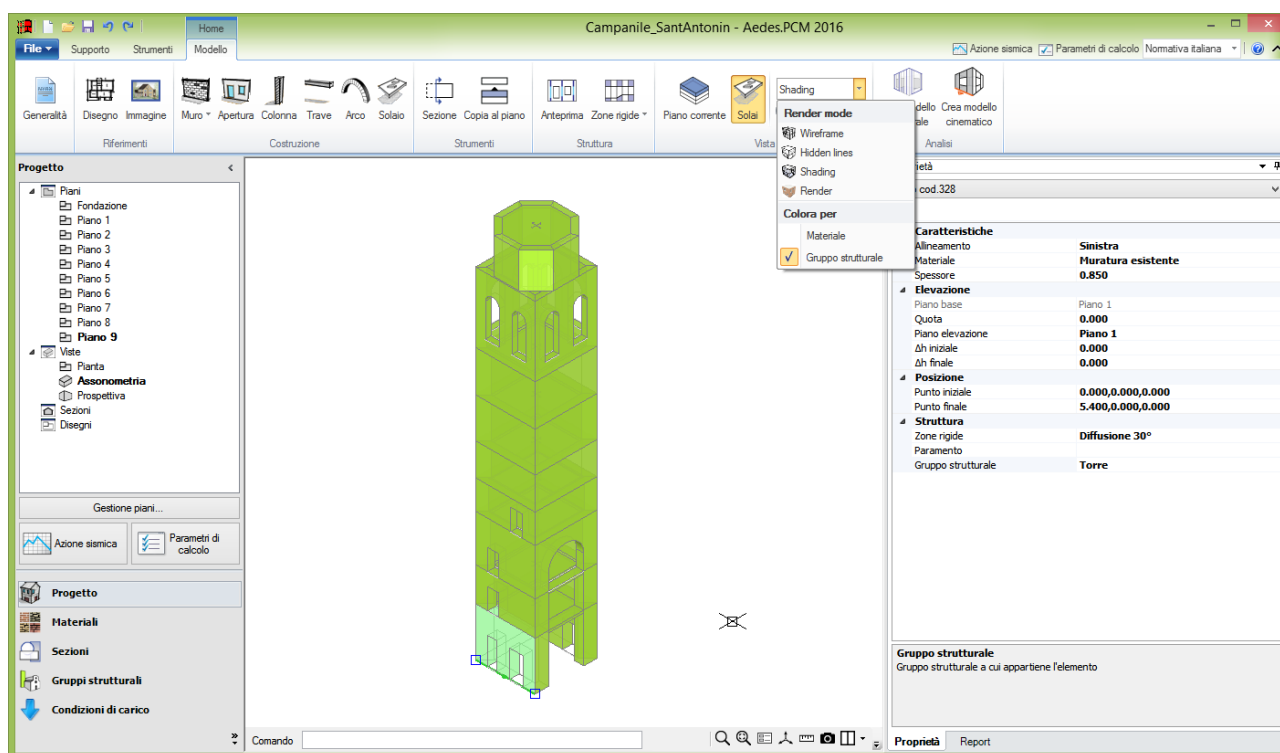 Campanile_SantAntonin - Aedes.PCM 2016
Home
File Supporto Strumenti Modello
Azione sismica Parametri di calcolo Normativa italiana
Generalità Disegno Immagine Muro Apertura Colonna Trave Arco Solaio Sezione Copia al piano Anteprima Zone rigide Piano corrente Solai Shading
Crea modello
cinematico
Riferimenti Costruzione Strumenti Struttura Vista Analisi
Render mode
Wireframe
Hidden lines
Shading
Render
Colora per
Materiale
Gruppo strutturale
Progetto
Piani
Fondazione
Piano 1
Piano 2
Piano 3
Piano 4
Piano 5
Piano 6
Piano 7
Piano 8
Piano 9
Viste
Pianta
Assonometria
Prospettiva
Sezioni
Disegni
Gestione piani...
Azione sismica
Parametri di
calcolo
Progetto
Materiali
Sezioni
Gruppi strutturali
Condizioni di carico
Comando
cod.328
Caratteristiche
Allineamento Sinistra
Materiale Muratura esistente
Spessore 0.850
Elevazione
Piano base Piano 1
Quota 0.000
Piano elevazione Piano 1
Δh iniziale 0.000
Δh finale 0.000
Posizione
Punto iniziale 0.000,0.000,0.000
Punto finale 5.400,0.000,0.000
Struttura
Zone rigide Diffusione 30°
Paramento
Gruppo strutturale Torre
Gruppo strutturale
Gruppo strutturale a cui appartiene l'elemento
Proprietà Report